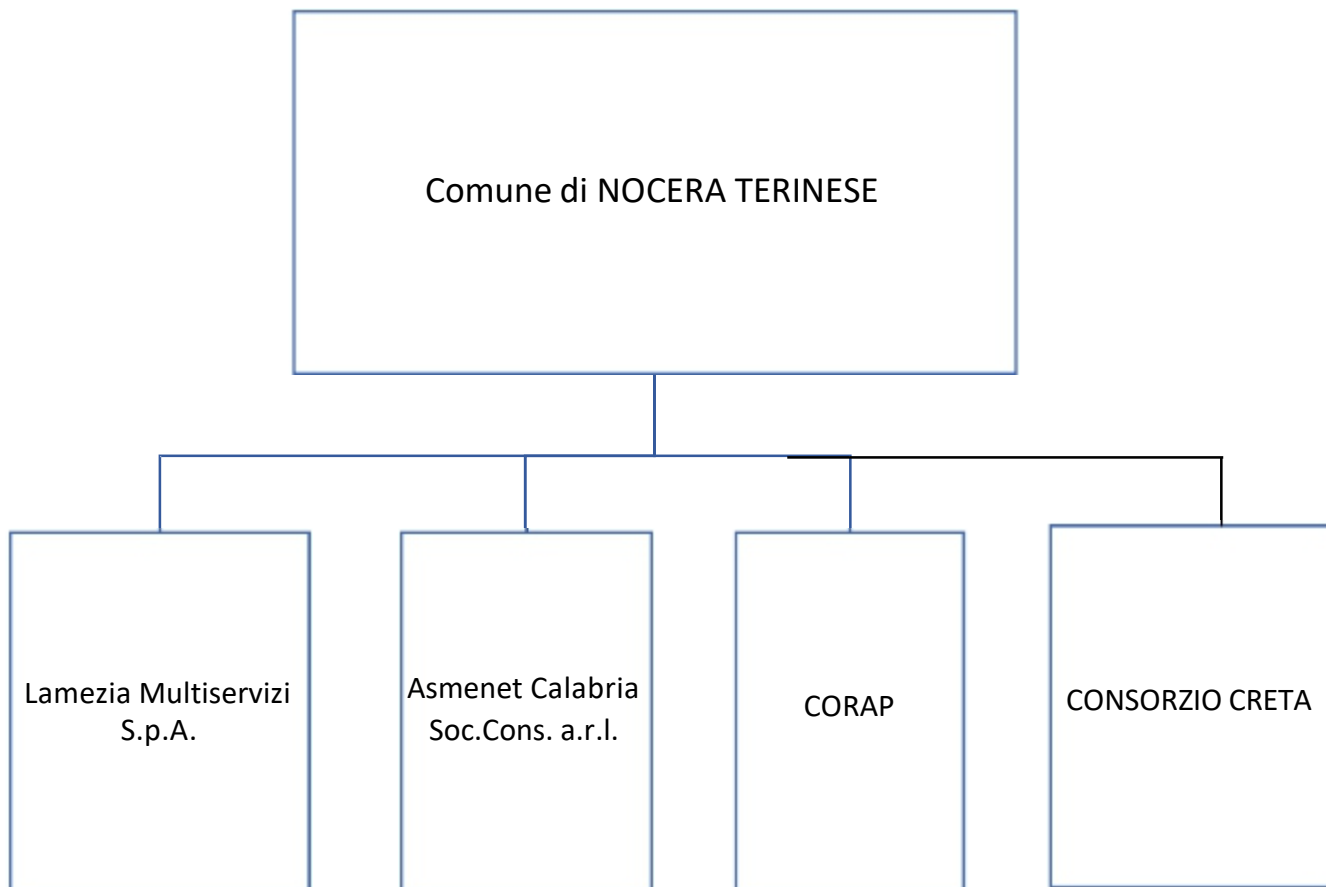 Comune di NOCERA TERINESE
Lamezia Multiservizi
S.p.A.
Asmenet Calabria
Soc.Cons. a.r.l.
CORAP
CONSORZIO CRETA